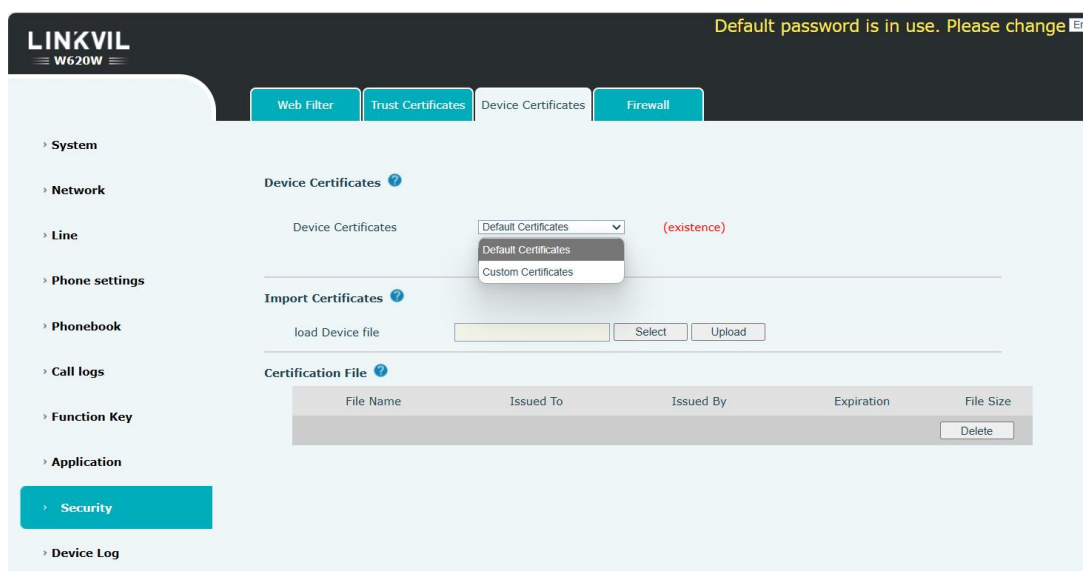 Default password is in use. Please change
LINKVIL
W620W
Web Filter Trust Certificates Device Certificates Firewall
› System
› Network
› Line
› Phone settings
› Phonebook
› Call logs
› Function Key
› Application
› Security
› Device Log
Device Certificates ?
Device Certificates Default Certificates (existence)
Default Certificates
Custom Certificates
Import Certificates ?
load Device file Select Upload
Certification File ?
File Name Issued To Issued By Expiration File Size
Delete